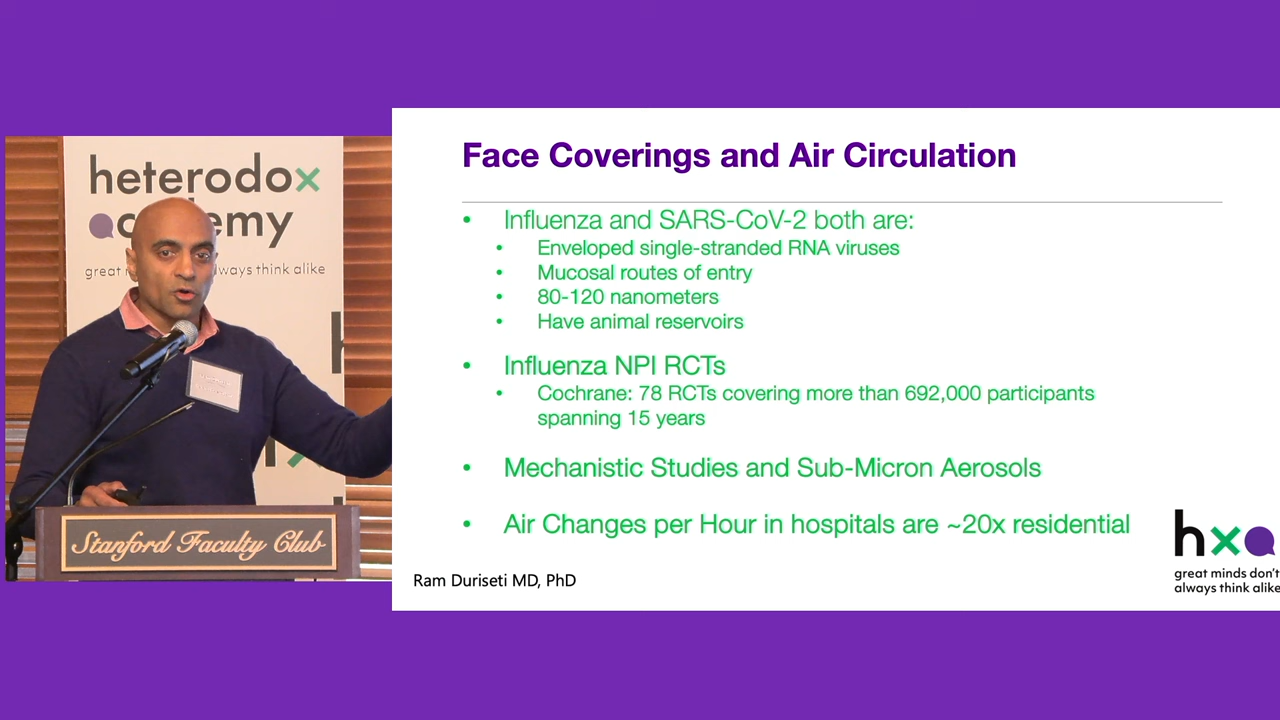 heterodox
academy
great always think alike
Stanford Faculty Club
Face Coverings and Air Circulation
• Influenza and SARS-CoV-2 both are:
• Enveloped single-stranded RNA viruses
• Mucosal routes of entry
• 80-120 nanometers
• Have animal reservoirs
• Influenza NPI RCTs
• Cochrane: 78 RCTs covering more than 692,000 participants
spanning 15 years
• Mechanistic Studies and Sub-Micron Aerosols
• Air Changes per Hour in hospitals are ~20x residential
Ram Duriseti MD, PhD
hxa
great minds don't
always think alike